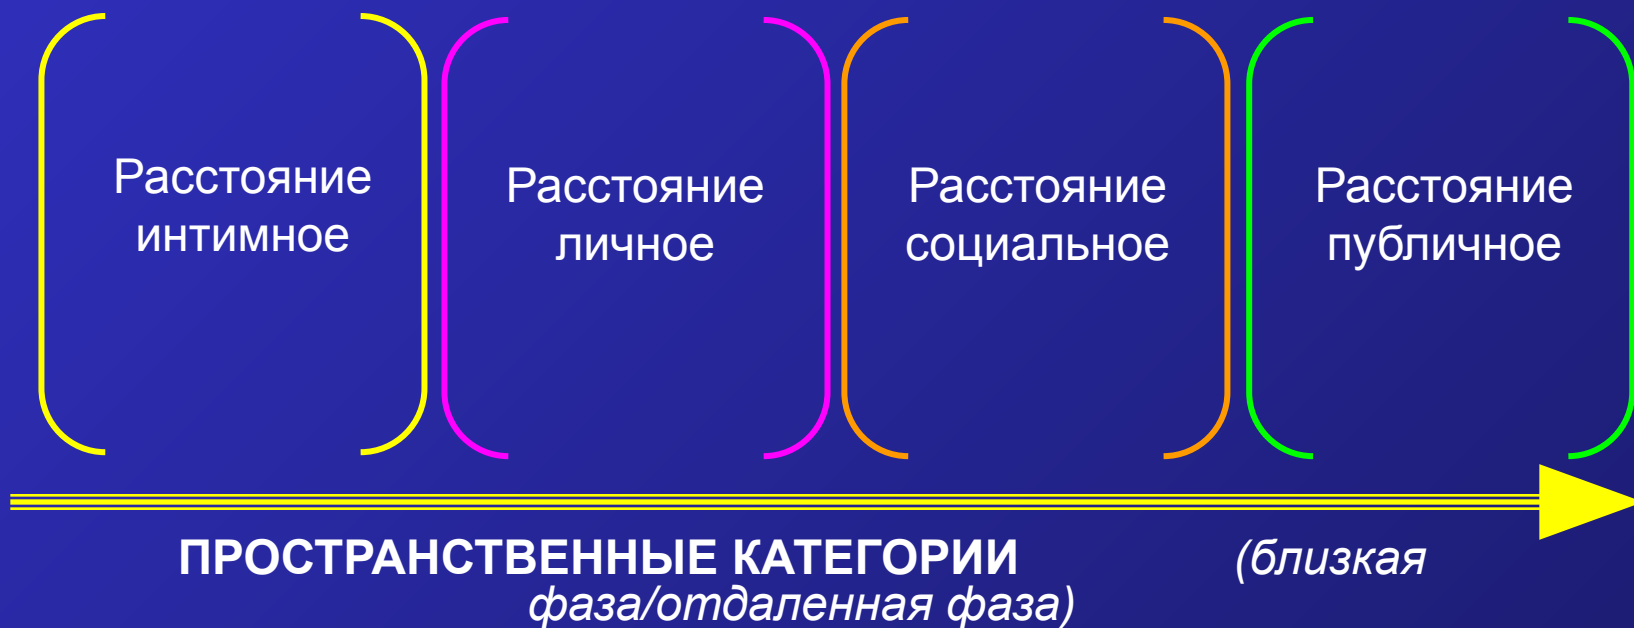 Расстояние
интимное
Расстояние
личное
Расстояние
социальное
Расстояние
публичное
ПРОСТРАНСТВЕННЫЕ КАТЕГОРИИ (близкая
фаза/отдаленная фаза)